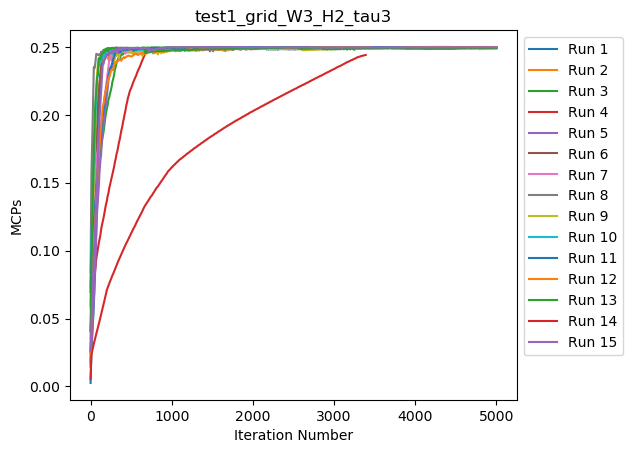 test1_grid_W3_H2_tau3
0.25
0.20
0.15
0.10
0.05
0.00
MCPs
0
1000
2000
3000
4000
5000
Iteration Number
Run 1
Run 2
Run 3
Run 4
Run 5
Run 6
Run 7
Run 8
Run 9
Run 10
Run 11
Run 12
Run 13
Run 14
Run 15